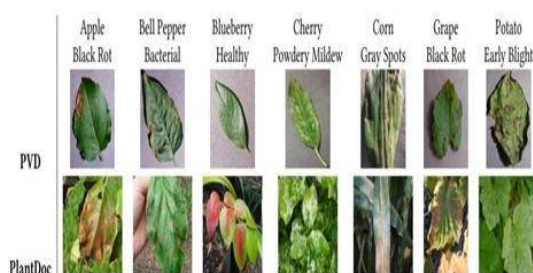 Apple
Black Rot
Bell Pepper
Bacterial
Blueberry
Healthy
Cherry
Powdery Mildew
Corn
Gray Spots
Grape
Black Rot
Potato
Early Blight
PVD
PlantDoc